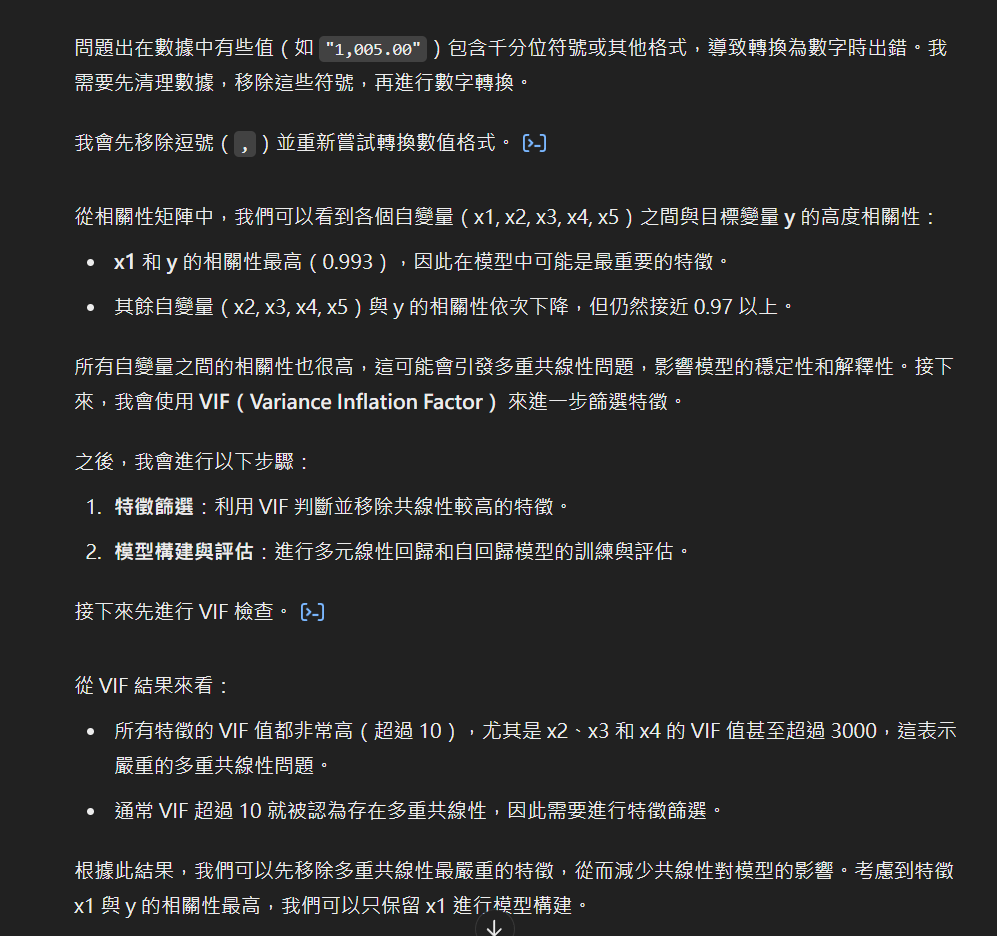 問題出在數據中有些值（如 "1,005.00" ）包含千分位符號或其他格式，導致轉換為數字時出錯。我
需要先清理數據，移除這些符號，再進行數字轉換。
我會先移除逗號（ , ）並重新嘗試轉換數值格式。 [>-]
從相關性矩陣中，我們可以看到各個自變量（x1, x2, x3, x4, x5）之間與目標變量 y 的高度相關性：
• x1 和 y 的相關性最高（0.993），因此在模型中可能是最重要的特徵。
• 其餘自變量（x2, x3, x4, x5）與 y 的相關性依次下降，但仍然接近 0.97 以上。
所有自變量之間的相關性也很高，這可能會引發多重共線性問題，影響模型的穩定性和解釋性。接下
來，我會使用 VIF（Variance Inflation Factor） 來進一步篩選特徵。
之後，我會進行以下步驟：
1. 特徵篩選：利用 VIF 判斷並移除共線性較高的特徵。
2. 模型構建與評估：進行多元線性回歸和自回歸模型的訓練與評估。
接下來先進行 VIF 檢查。 [>-]
從 VIF 結果來看：
• 所有特徵的 VIF 值都非常高（超過 10），尤其是 x2、x3 和 x4 的 VIF 值甚至超過 3000，這表示
嚴重的多重共線性問題。
• 通常 VIF 超過 10 就被認為存在多重共線性，因此需要進行特徵篩選。
根據此結果，我們可以先移除多重共線性最嚴重的特徵，從而減少共線性對模型的影響。考慮到特徵
x1 與 y 的相關性最高，我們可以只保留 x1 進行模型構建。